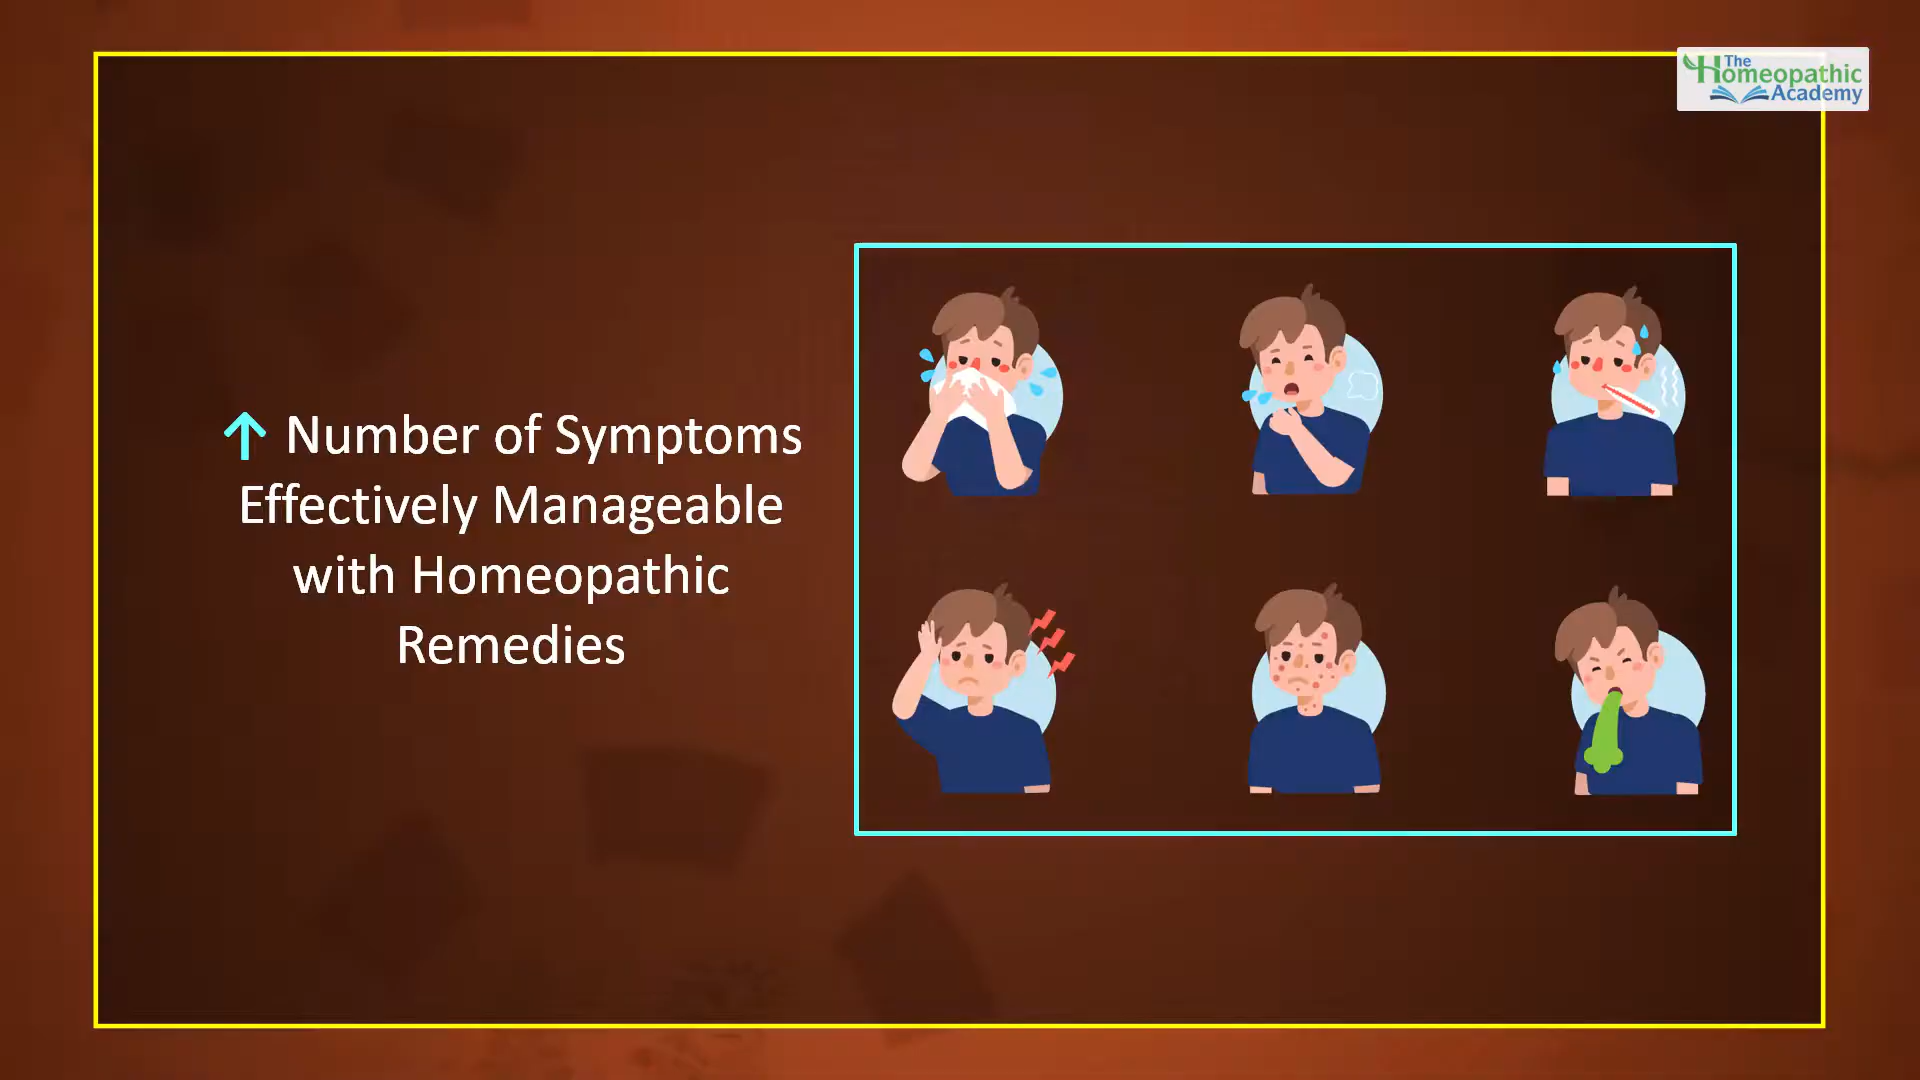 The
Homeopathic
Academy
↑ Number of Symptoms
Effectively Manageable
with Homeopathic
Remedies